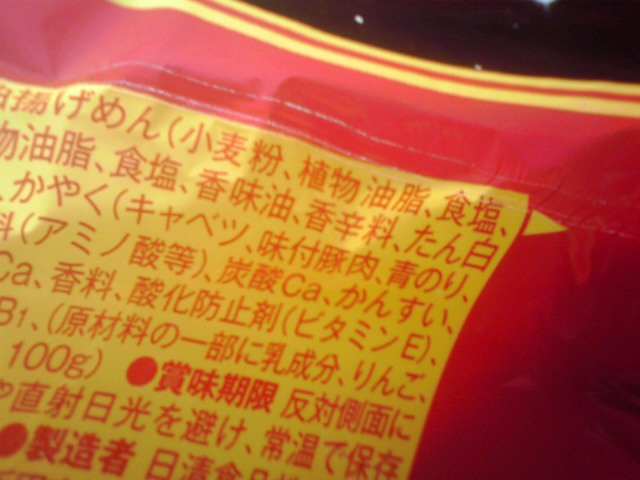 揚げめん(小麦粉、植物油脂、食塩、
物油脂、食塩、香味油、香辛料、たん白
、かやく(キャベツ、味付豚肉、青のり、
料(アミノ酸等)、炭酸Ca、かんすい、
Ca、香料、酸化防止剤(ビタミンE)、
B1、(原材料の一部に乳成分、りんご、
100g) ●賞味期限 反対側面に
直射日光を避け、常温で保存
●製造者 日清食品